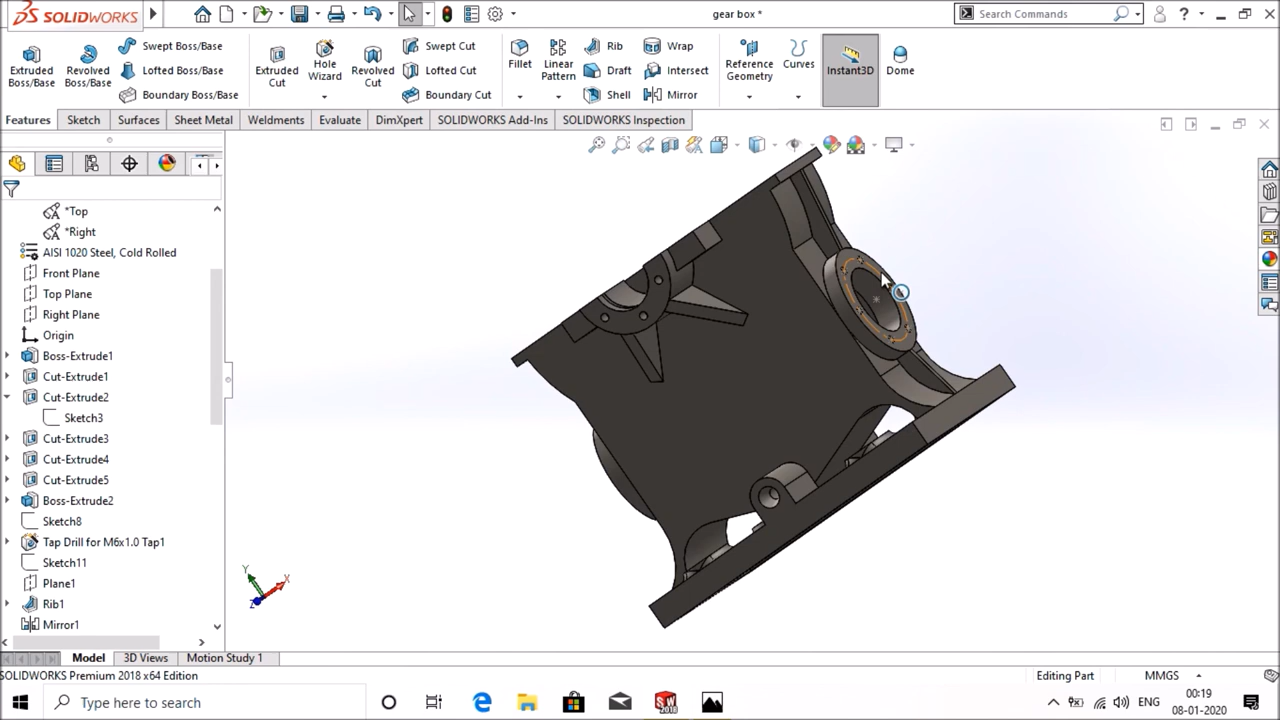 SOLIDWORKS
gear box *
Search Commands
Extruded Boss/Base
Revolved Boss/Base
Swept Boss/Base
Lofted Boss/Base
Boundary Boss/Base
Extruded Cut
Hole Wizard
Revolved Cut
Swept Cut
Lofted Cut
Boundary Cut
Fillet
Linear Pattern
Rib
Draft
Shell
Wrap
Intersect
Mirror
Reference Geometry
Curves
Instant3D
Dome
Features
Sketch
Surfaces
Sheet Metal
Weldments
Evaluate
DimXpert
SOLIDWORKS Add-Ins
SOLIDWORKS Inspection
*Top
*Right
AISI 1020 Steel, Cold Rolled
Front Plane
Top Plane
Right Plane
Origin
Boss-Extrude1
Cut-Extrude1
Cut-Extrude2
Sketch3
Cut-Extrude3
Cut-Extrude4
Cut-Extrude5
Boss-Extrude2
Sketch8
Tap Drill for M6x1.0 Tap1
Sketch11
Plane1
Rib1
Mirror1
Y
X
Z
Model
3D Views
Motion Study 1
SOLIDWORKS Premium 2018 x64 Edition
Editing Part
MMGS
Type here to search
SW
2018
ENG
00:19
08-01-2020